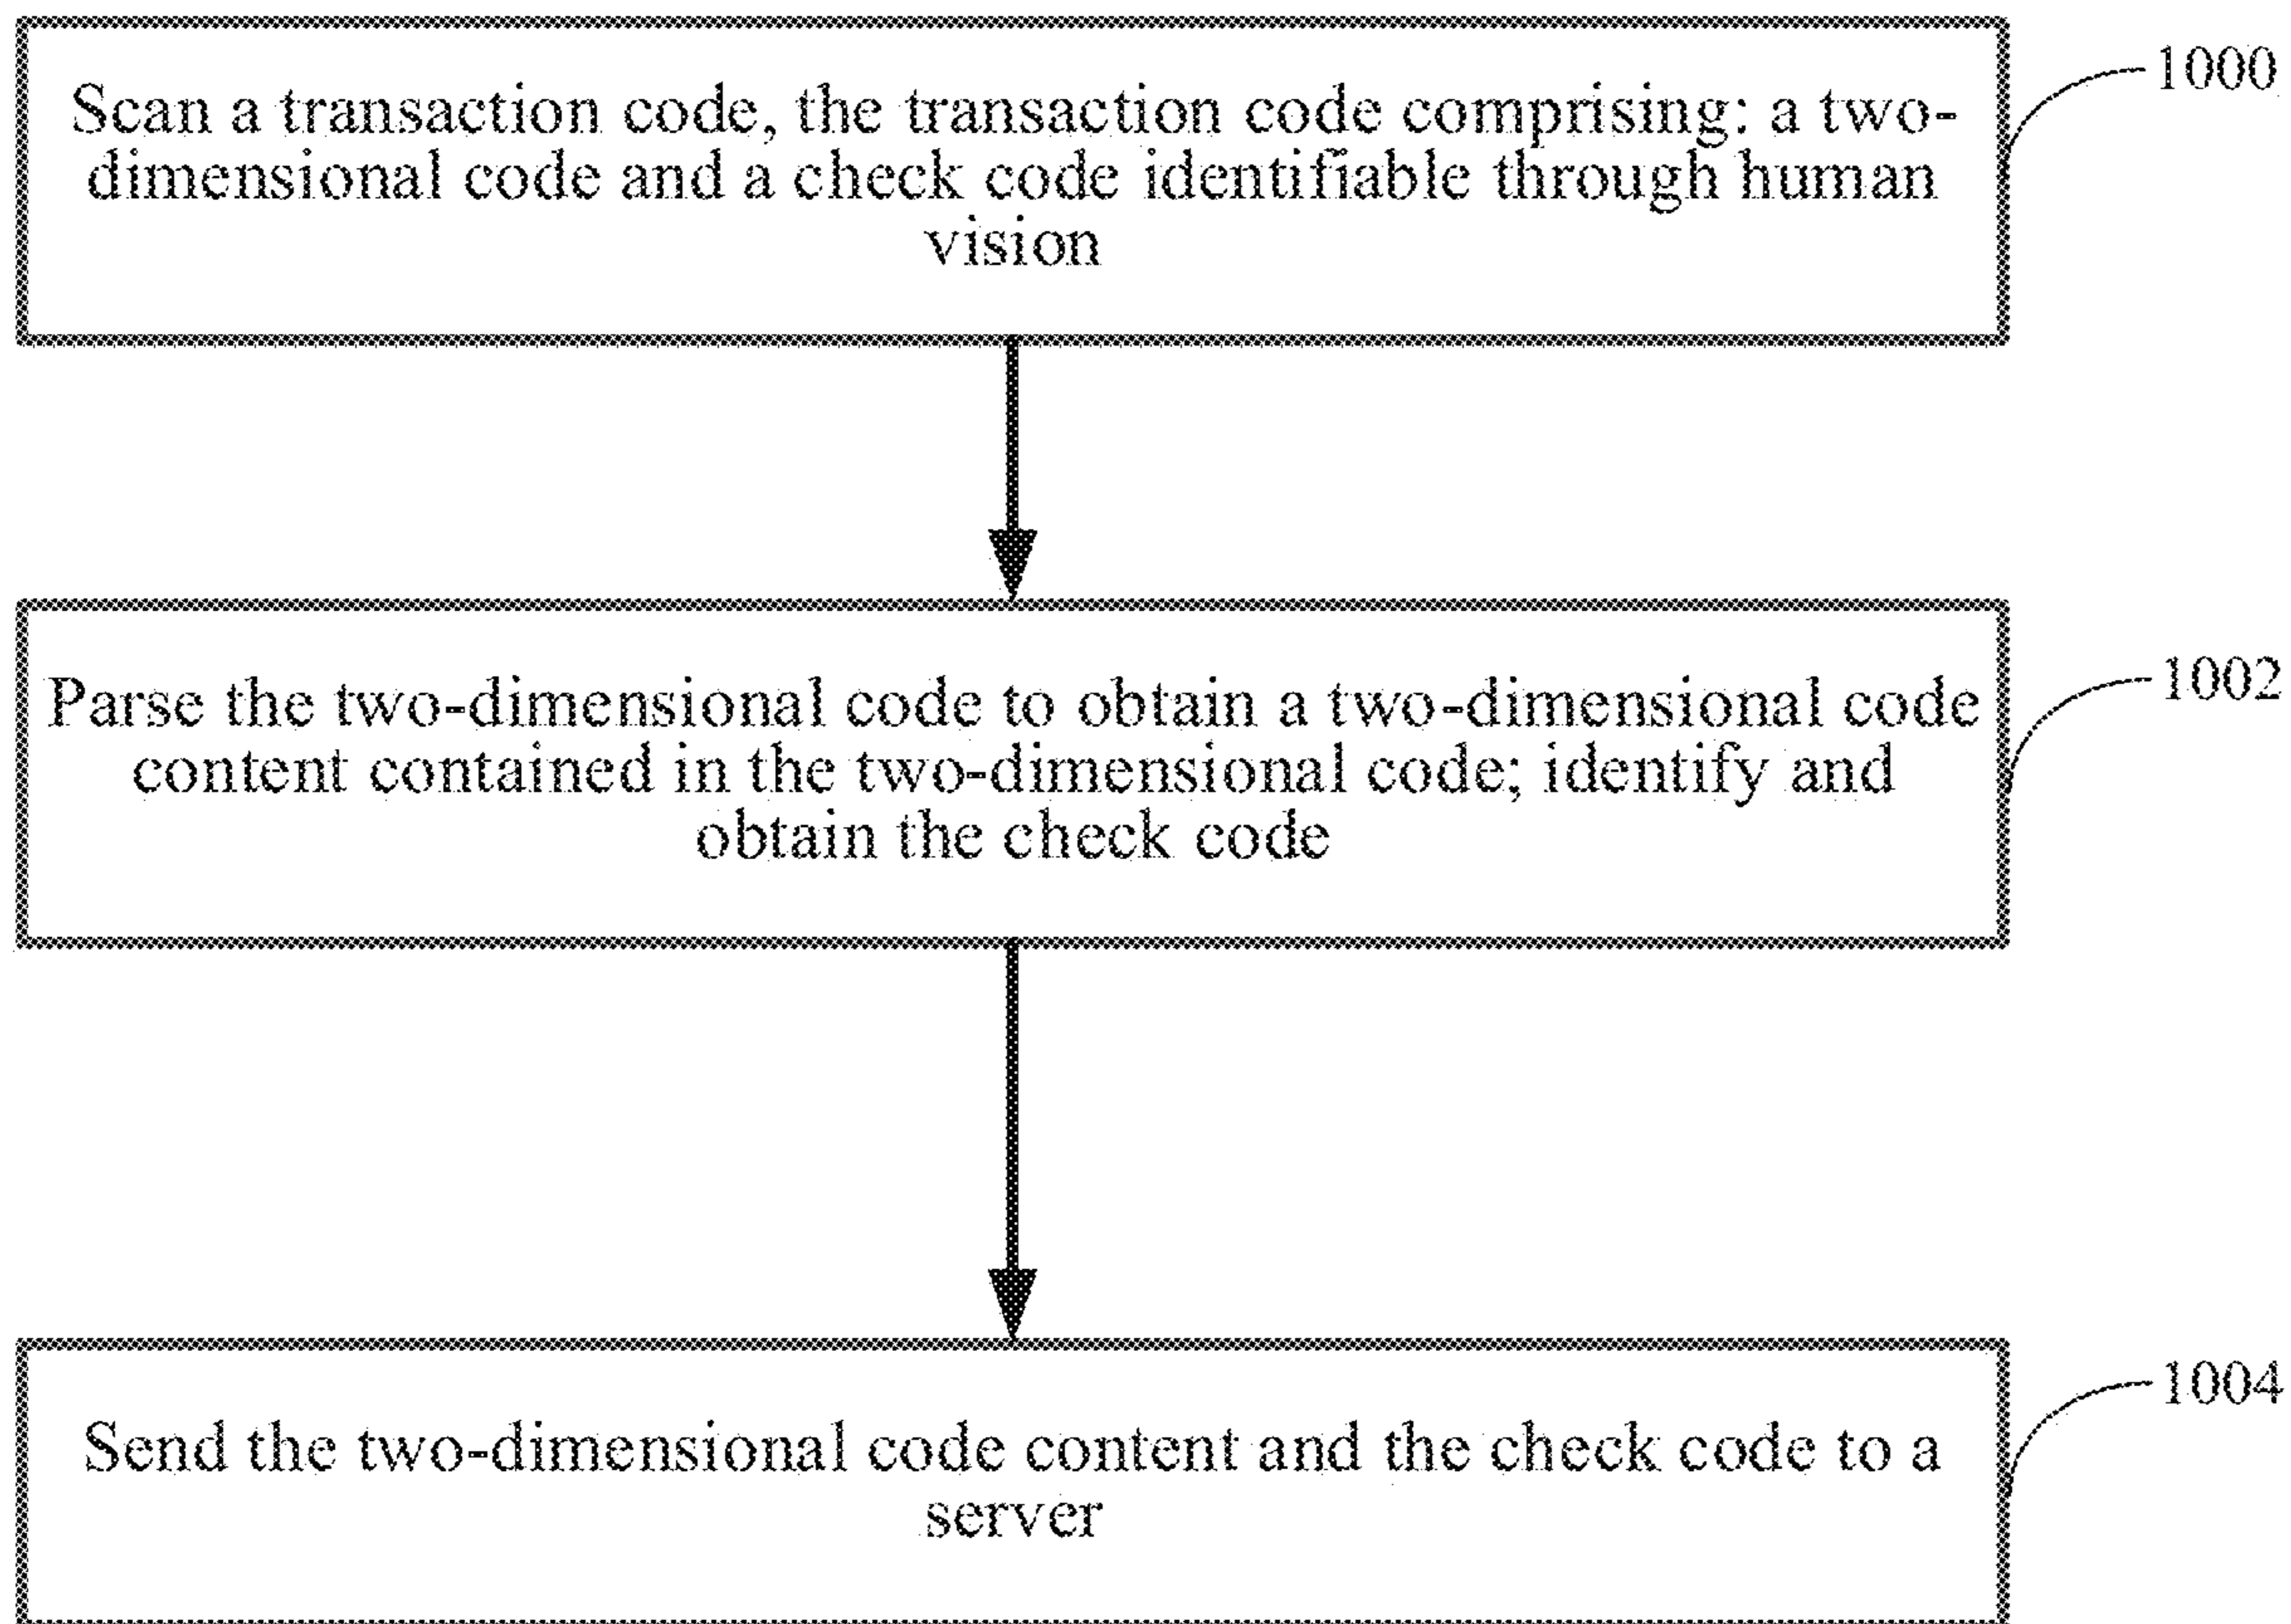 Scan a transaction code, the transaction code comprising: a two-
dimensional code and a check code identifiable through human
vision
1000
Parse the two-dimensional code to obtain a two-dimensional code
content contained in the two-dimensional code; identify and
obtain the check code
1002
Send the two-dimensional code content and the check code to a
server
1004